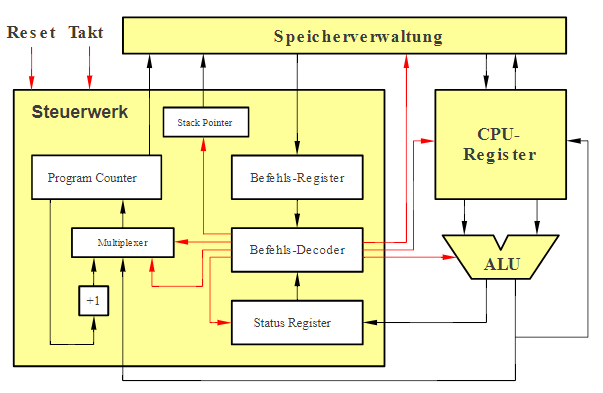 Reset Takt
Speicherverwaltung
Steuerwerk
Stack Pointer
CPU-
Register
Program Counter
Befehls-Register
Multiplexer
Befehls-Decoder
ALU
+1
Status Register